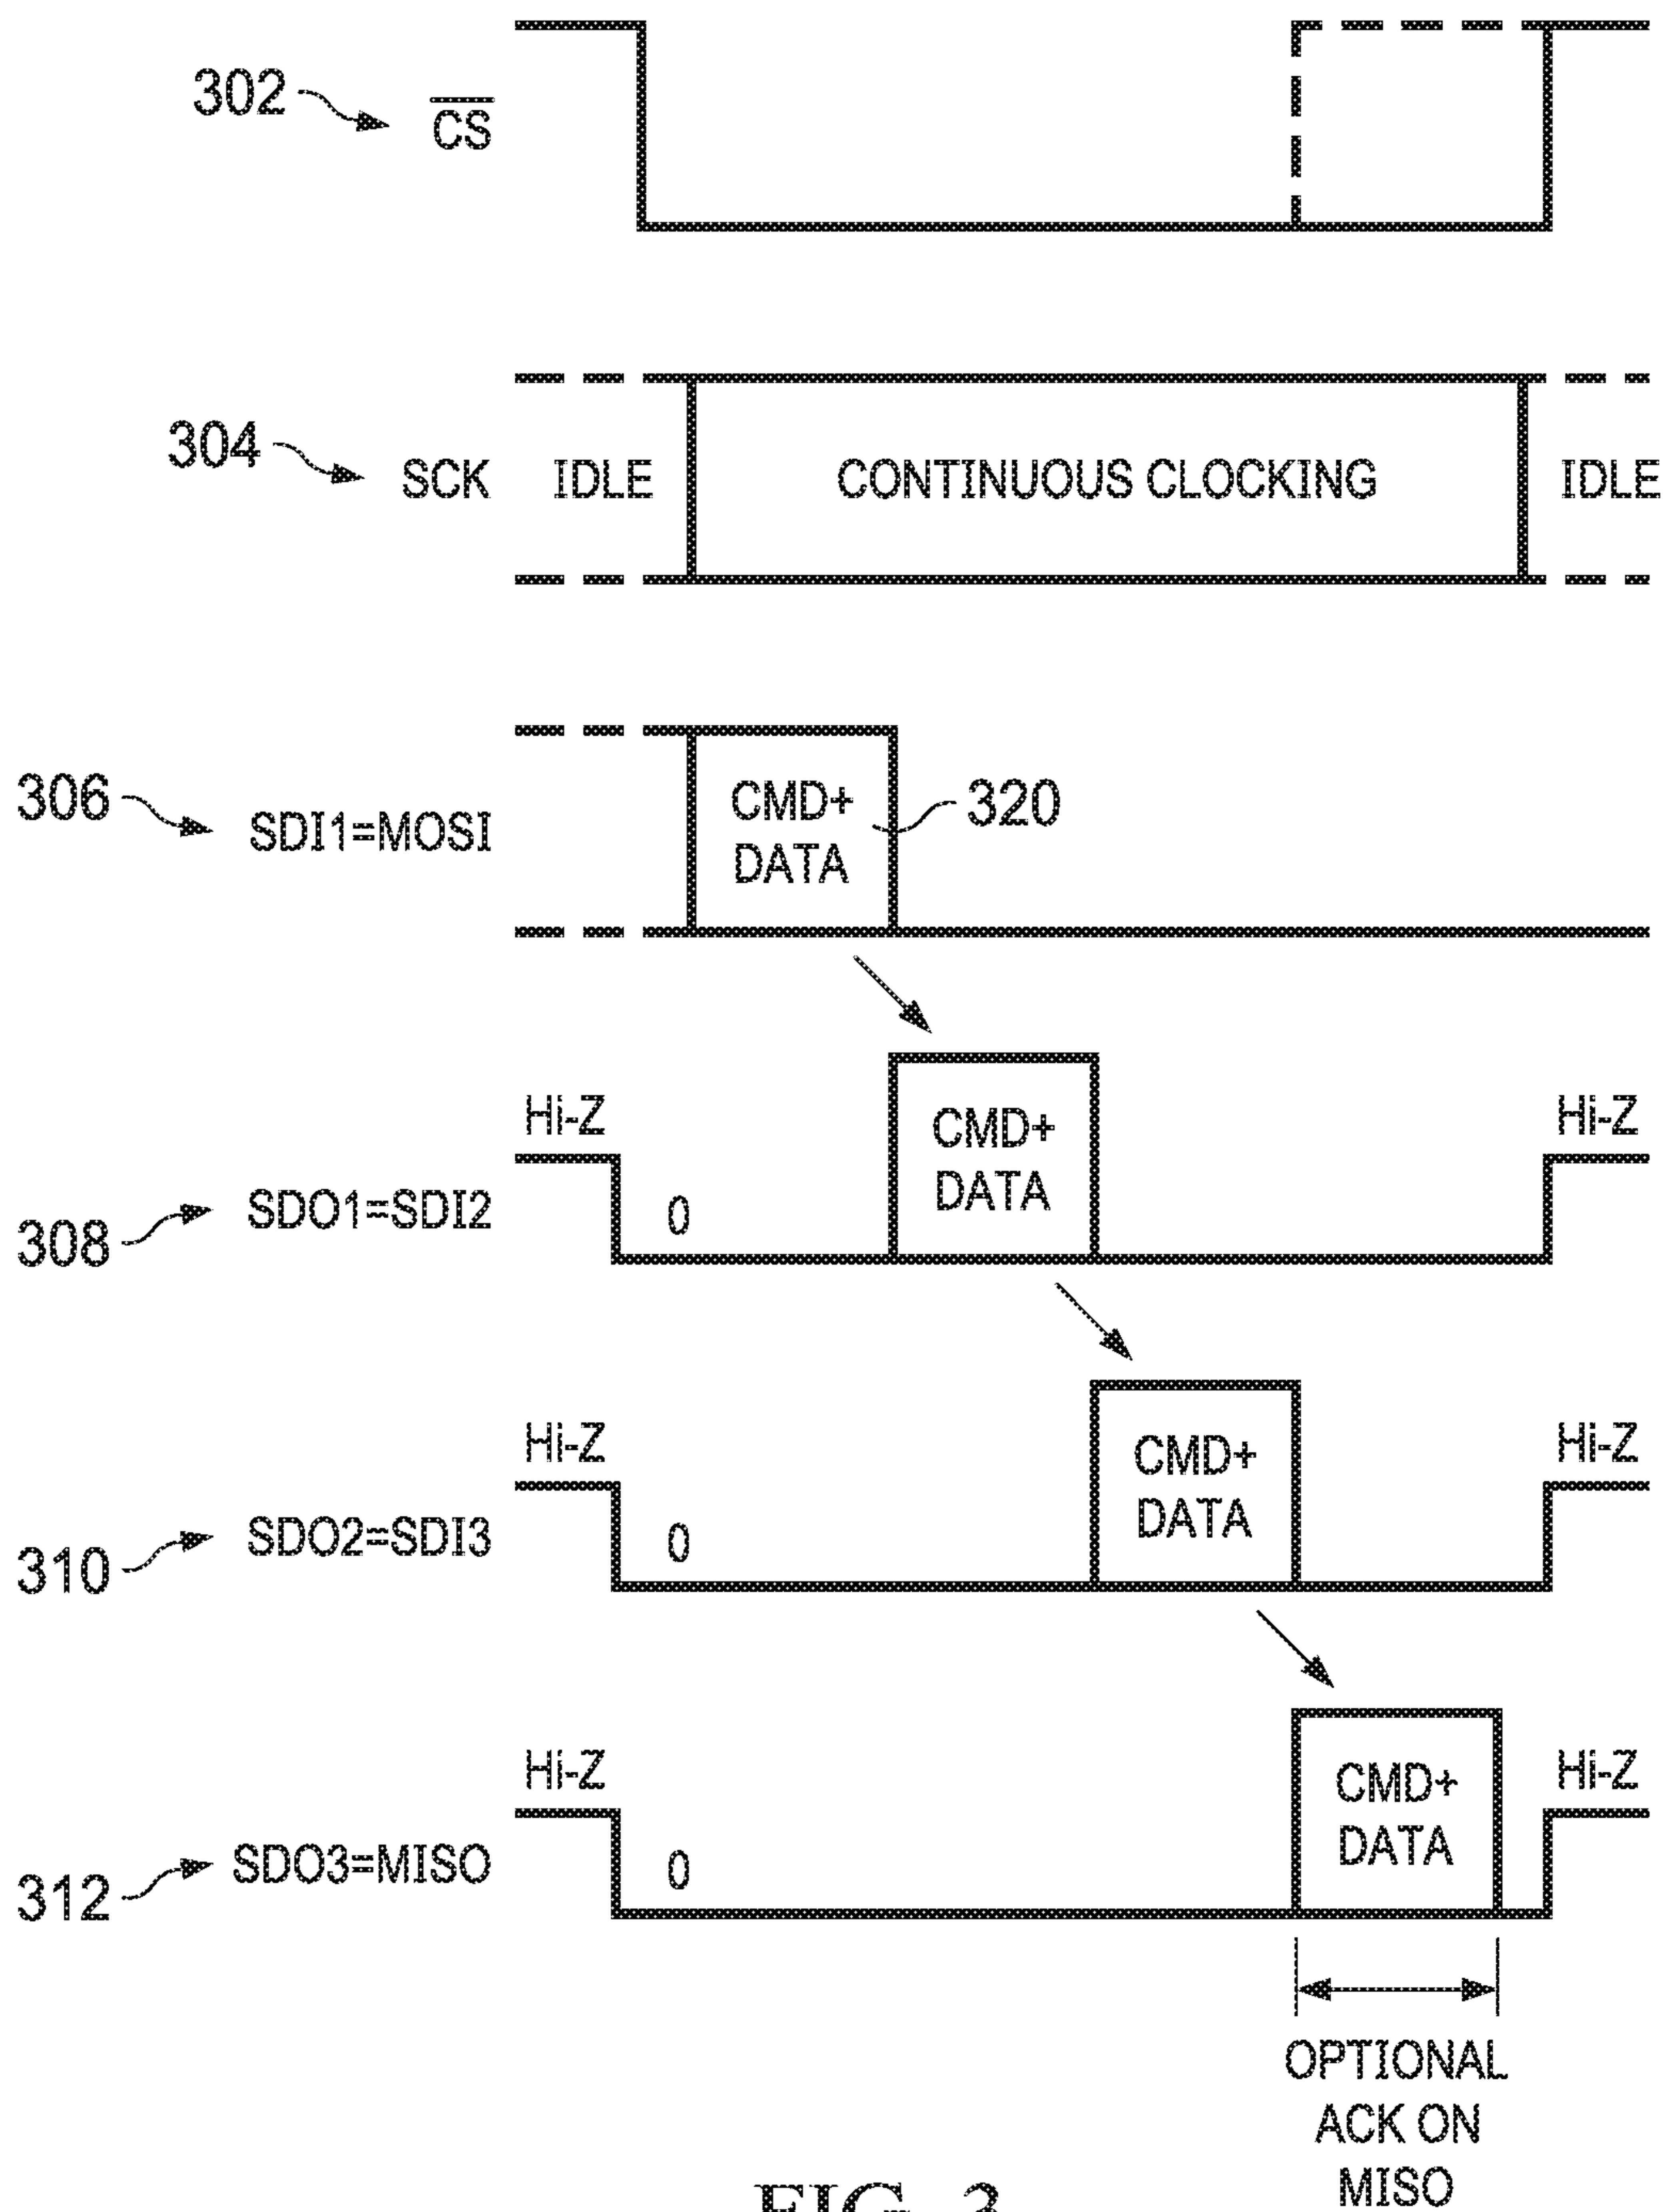 302
C̅S̅
304
SCK IDLE CONTINUOUS CLOCKING IDLE
306
SDI1=MOSI
CMD+
DATA
320
Hi-Z Hi-Z
308
SDO1=SDI2
0
CMD+
DATA
Hi-Z Hi-Z
310
SDO2=SDI3
0
CMD+
DATA
Hi-Z Hi-Z
312
SDO3=MISO
0
CMD+
DATA
OPTIONAL
ACK ON
MISO
FIG. 3